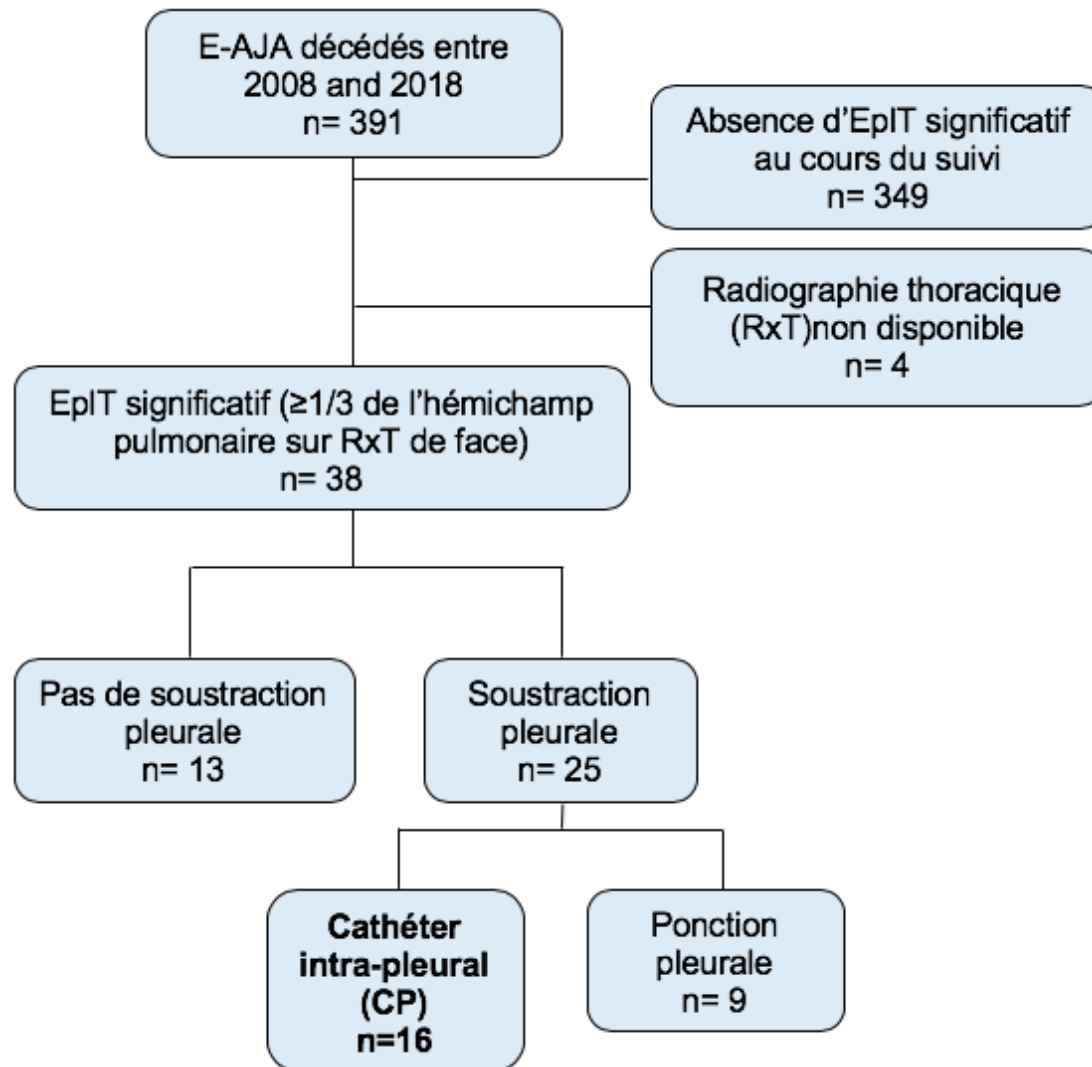 E-AJA décédés entre
2008 and 2018
n= 391
Absence d'EpIT significatif
au cours du suivi
n= 349
Radiographie thoracique
(RxT)non disponible
n= 4
EpIT significatif (≥1/3 de l'hémichamp
pulmonaire sur RxT de face)
n= 38
Pas de soustraction
pleurale
n= 13
Soustraction
pleurale
n= 25
Cathéter
intra-pleural
(CP)
n=16
Ponction
pleurale
n= 9